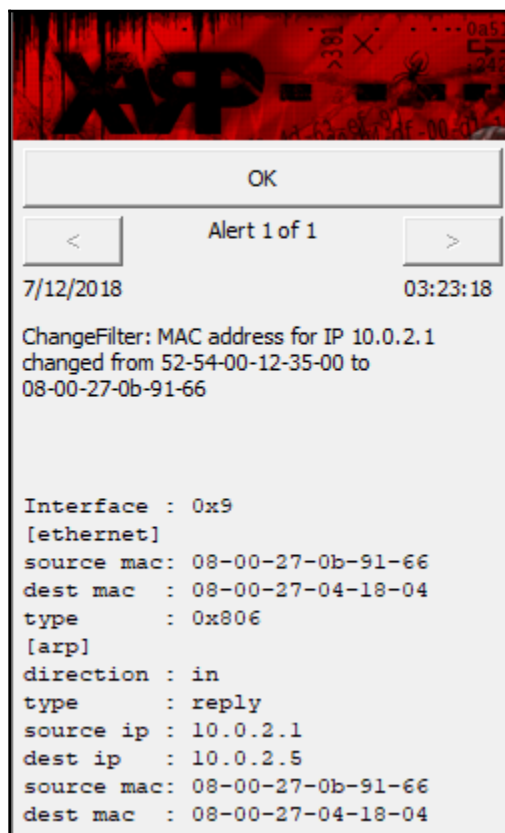 XARP
OK
<
Alert 1 of 1
>
7/12/2018 03:23:18
ChangeFilter: MAC address for IP 10.0.2.1
changed from 52-54-00-12-35-00 to
08-00-27-0b-91-66
Interface : 0x9
[ethernet]
source mac: 08-00-27-0b-91-66
dest mac : 08-00-27-04-18-04
type : 0x806
[arp]
direction : in
type : reply
source ip : 10.0.2.1
dest ip : 10.0.2.5
source mac: 08-00-27-0b-91-66
dest mac : 08-00-27-04-18-04